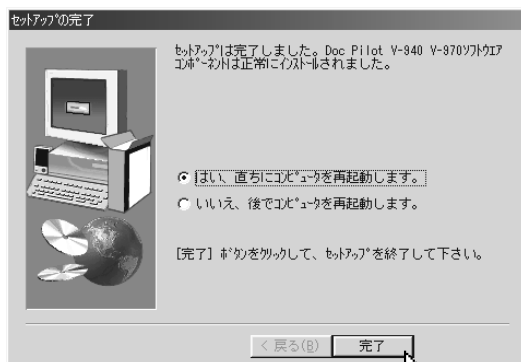 ｾｯﾄｱｯﾌﾟの完了
ｾｯﾄｱｯﾌﾟは完了しました。Doc Pilot V-940 V-970ｿﾌﾄｳｴｱ
ｺﾝﾎﾟｰﾈﾝﾄは正常にｲﾝｽﾄｰﾙされました。
はい、直ちにｺﾝﾋﾟｭｰﾀを再起動します。
いいえ、後でｺﾝﾋﾟｭｰﾀを再起動します。
[完了] ﾎﾞﾀﾝをｸﾘｯｸして、ｾｯﾄｱｯﾌﾟを終了して下さい。
< 戻る(B)
完了